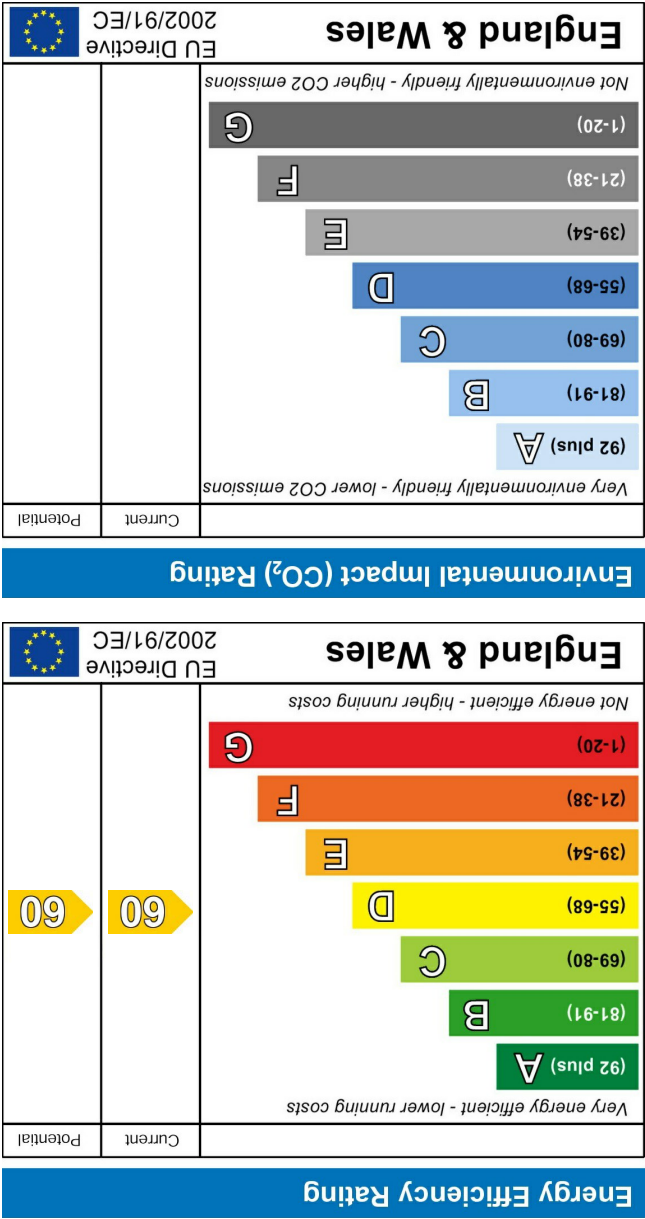 Energy Efficiency Rating
Current Potential
Very energy efficient - lower running costs
(92 plus) A
(81-91) B
(69-80) C
(55-68) D
60 60
(39-54) E
(21-38) F
(1-20) G
Not energy efficient - higher running costs
England & Wales
EU Directive
2002/91/EC
Environmental Impact (CO₂) Rating
Current Potential
Very environmentally friendly - lower CO2 emissions
(92 plus) A
(81-91) B
(69-80) C
(55-68) D
(39-54) E
(21-38) F
(1-20) G
Not environmentally friendly - higher CO2 emissions
England & Wales
EU Directive
2002/91/EC